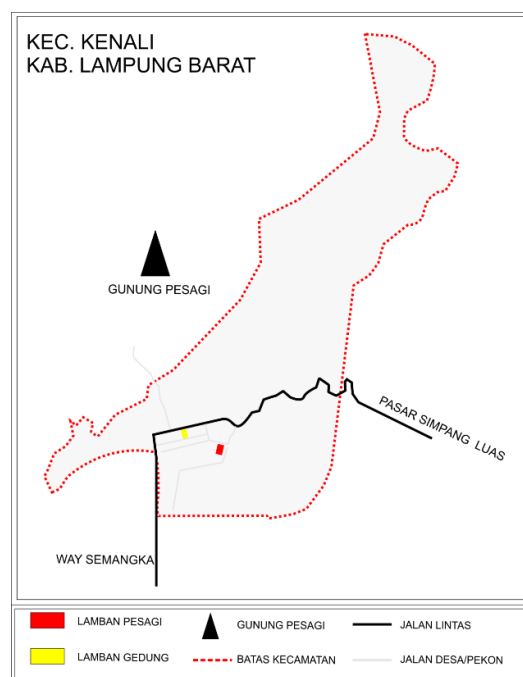 KEC. KENALI
KAB. LAMPUNG BARAT
GUNUNG PESAGI
PASAR SIMPANG LUAS
WAY SEMANGKA
LAMBAN PESAGI
GUNUNG PESAGI
JALAN LINTAS
LAMBAN GEDUNG
BATAS KECAMATAN
JALAN DESA/PEKON